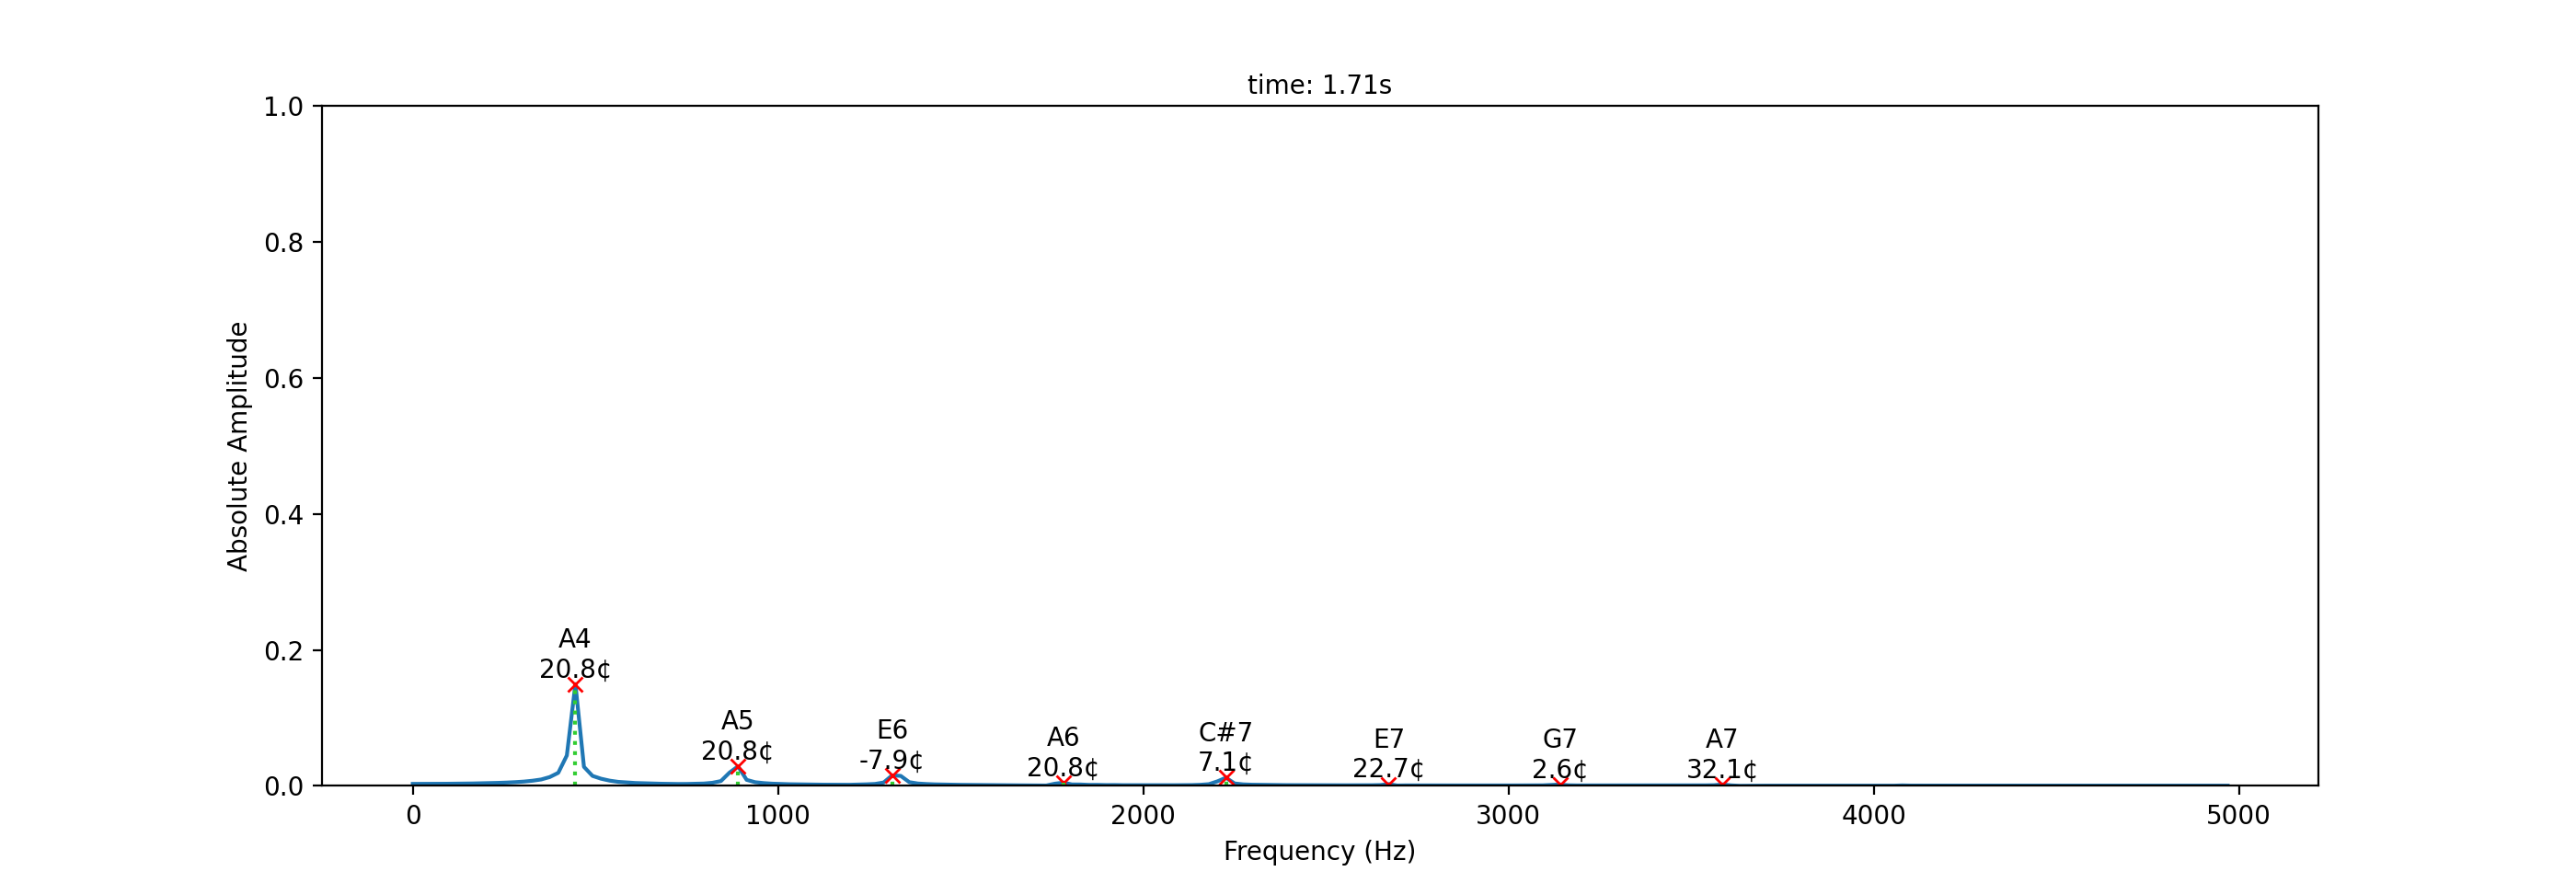 time: 1.71s
1.0
0.8
0.6
0.4
0.2
0.0
Absolute Amplitude
A4
20.8¢
A5
20.8¢
E6
-7.9¢
A6
20.8¢
C#7
7.1¢
E7
22.7¢
G7
2.6¢
A7
32.1¢
0 1000 2000 3000 4000 5000
Frequency (Hz)